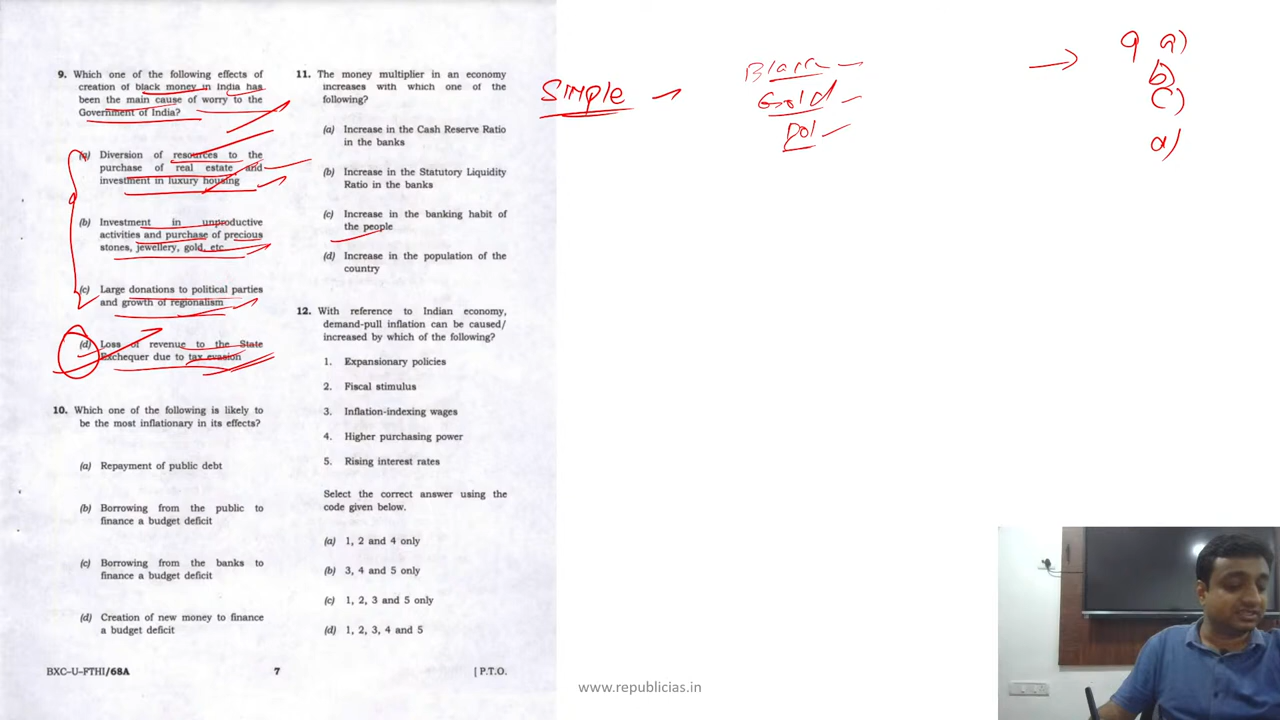 9. Which one of the following effects of
creation of black money in India has
been the main cause of worry to the
Government of India?
(a) Diversion of resources to the
purchase of real estate and
investment in luxury housing
(b) Investment in unproductive
activities and purchase of precious
stones, jewellery, gold, etc.
(c) Large donations to political parties
and growth of regionalism
(d) Loss of revenue to the State
Exchequer due to tax evasion
10. Which one of the following is likely to
be the most inflationary in its effects?
(a) Repayment of public debt
(b) Borrowing from the public to
finance a budget deficit
(c) Borrowing from the banks to
finance a budget deficit
(d) Creation of new money to finance
a budget deficit
BXC-U-FTHI/68A
11. The money multiplier in an economy
increases with which one of the
following?
(a) Increase in the Cash Reserve Ratio
in the banks
(b) Increase in the Statutory Liquidity
Ratio in the banks
(c) Increase in the banking habit of
the people
(d) Increase in the population of the
country
12. With reference to Indian economy,
demand-pull inflation can be caused/
increased by which of the following?
1. Expansionary policies
2. Fiscal stimulus
3. Inflation-indexing wages
4. Higher purchasing power
5. Rising interest rates
Select the correct answer using the
code given below.
(a) 1, 2 and 4 only
(b) 3, 4 and 5 only
(c) 1, 2, 3 and 5 only
(d) 1, 2, 3, 4 and 5
7
[ P.T.O.
Simple
Black
Gold
Pol
9 a)
b)
c)
d)
www.republicias.in